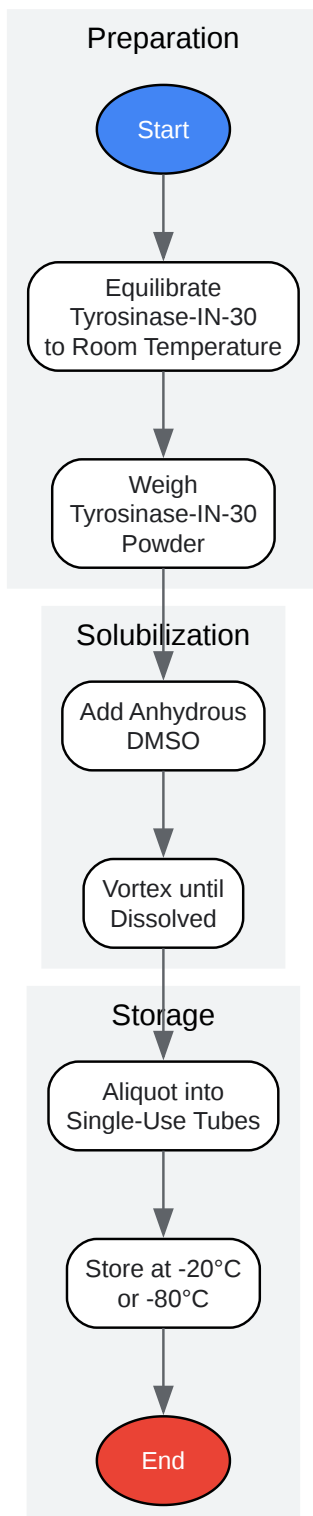 Preparation
Start
Equilibrate
Tyrosinase-IN-30
to Room Temperature
Weigh
Tyrosinase-IN-30
Powder
Solubilization
Add Anhydrous
DMSO
Vortex until
Dissolved
Storage
Aliquot into
Single-Use Tubes
Store at -20°C
or -80°C
End